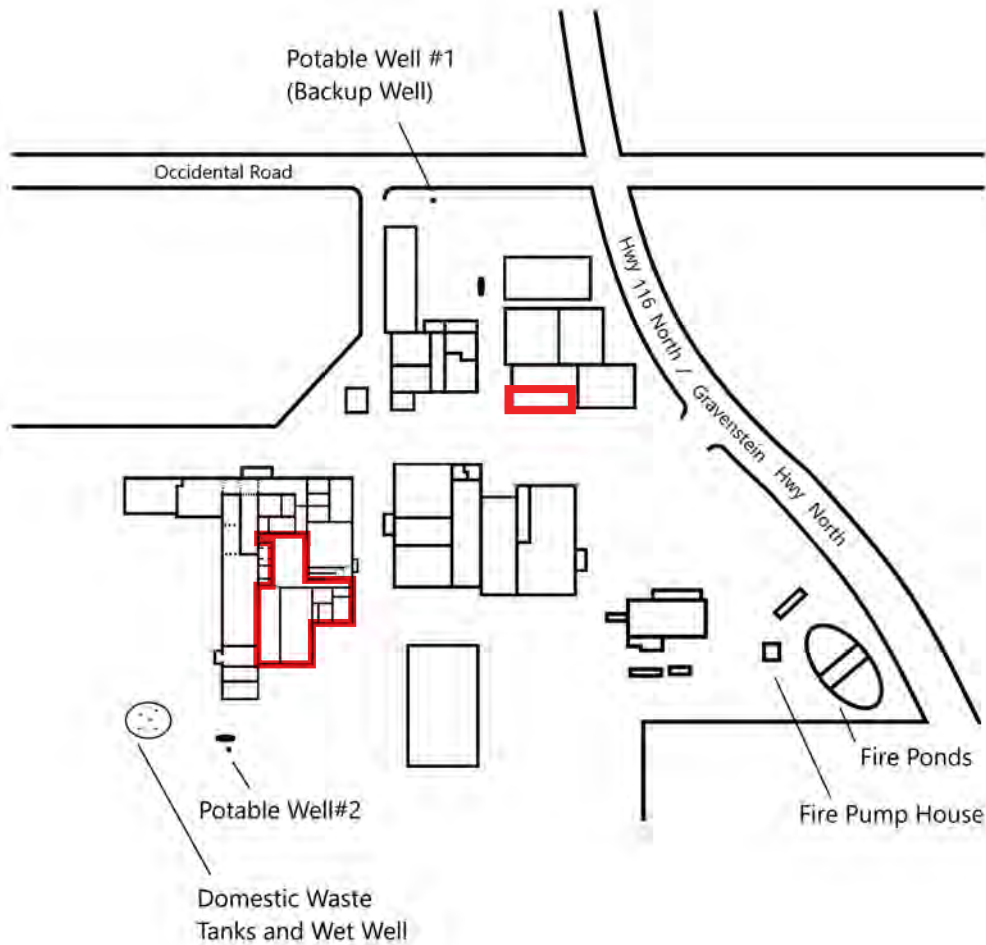 Potable Well #1
(Backup Well)
Occidental Road
Hwy 116 North / Gravenstein Hwy North
Fire Ponds
Fire Pump House
Potable Well#2
Domestic Waste
Tanks and Wet Well